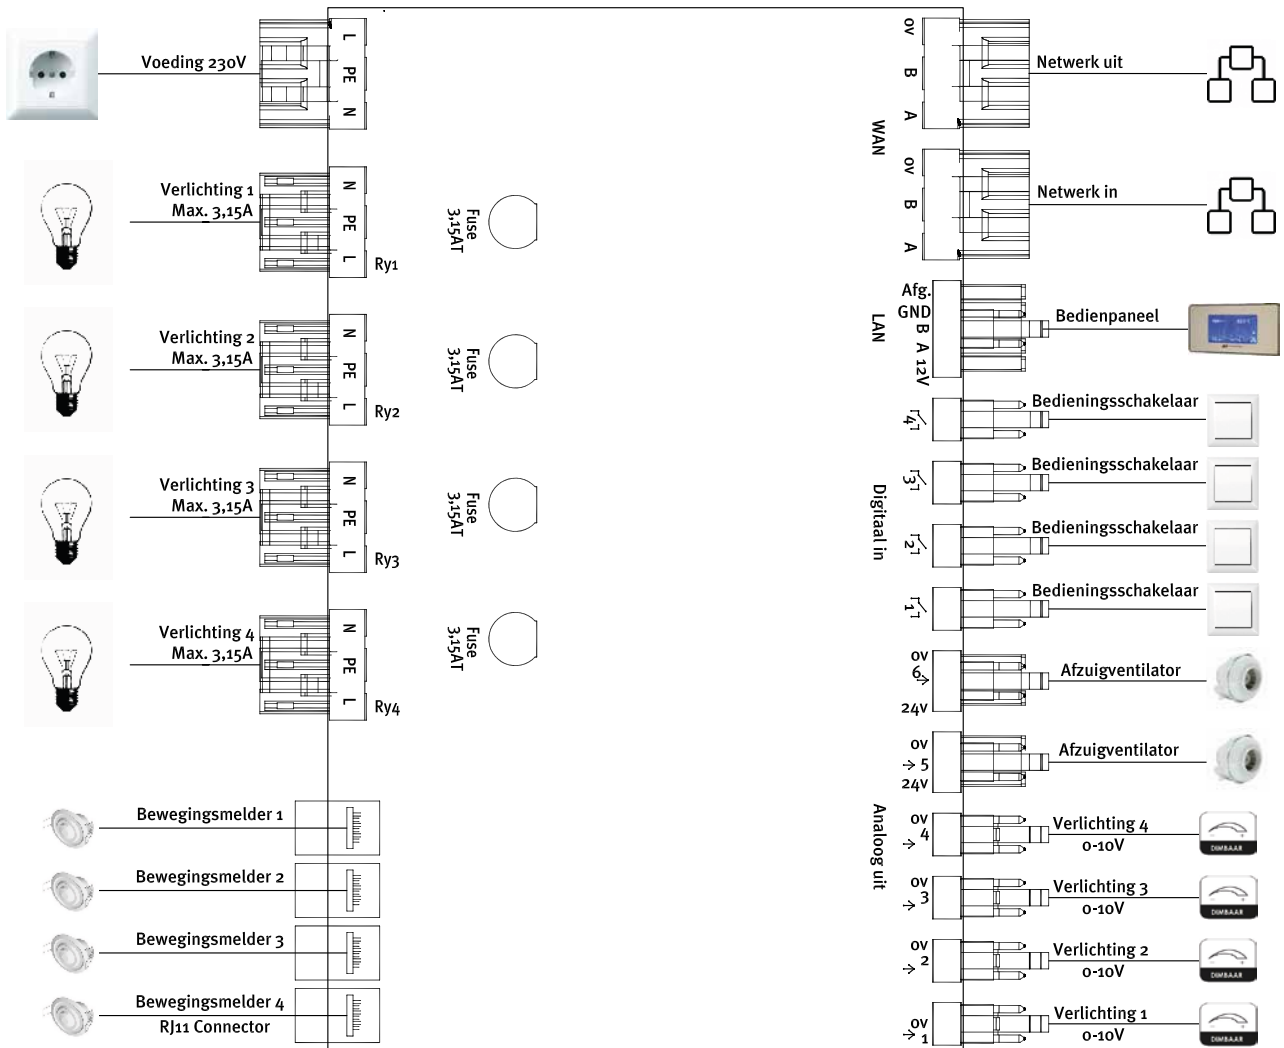 Voeding 230V
L
PE
N
Verlichting 1
Max. 3,15A
N
PE
L
Ry1
Fuse
3,15AT
Verlichting 2
Max. 3,15A
N
PE
L
Ry2
Fuse
3,15AT
Verlichting 3
Max. 3,15A
N
PE
L
Ry3
Fuse
3,15AT
Verlichting 4
Max. 3,15A
N
PE
L
Ry4
Fuse
3,15AT
Bewegingsmelder 1
Bewegingsmelder 2
Bewegingsmelder 3
Bewegingsmelder 4
RJ11 Connector
WAN
0V
B
A
Netwerk uit
0V
B
A
Netwerk in
LAN
Afg.
GND
B
A
12V
Bedienpaneel
Digitaal in
4
Bedieningsschakelaar
3
Bedieningsschakelaar
2
Bedieningsschakelaar
1
Bedieningsschakelaar
Analoog uit
0V
6
24V
Afzuigventilator
0V
5
24V
Afzuigventilator
0V
4
Verlichting 4
0-10V
DIMBAAR
0V
3
Verlichting 3
0-10V
DIMBAAR
0V
2
Verlichting 2
0-10V
DIMBAAR
0V
1
Verlichting 1
0-10V
DIMBAAR